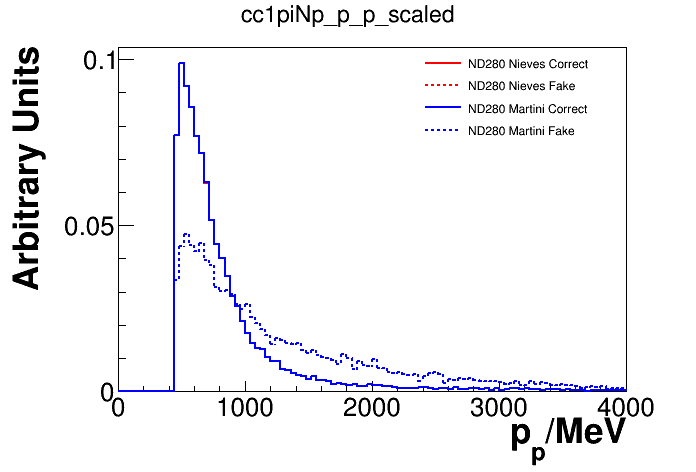 cc1piNp_p_p_scaled
Arbitrary Units
0.1
0.05
0
ND280 Nieves Correct
ND280 Nieves Fake
ND280 Martini Correct
ND280 Martini Fake
0 1000 2000 3000 4000
p_p/MeV